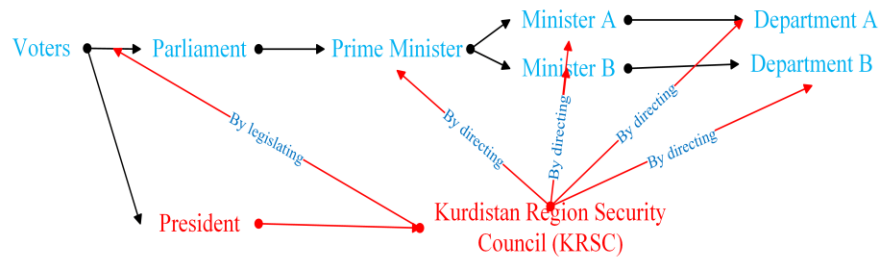 Voters
Parliament
Prime Minister
Minister A
Department A
Minister B
Department B
By legislating
By directing
By directing
By directing
By directing
President
Kurdistan Region Security
Council (KRSC)